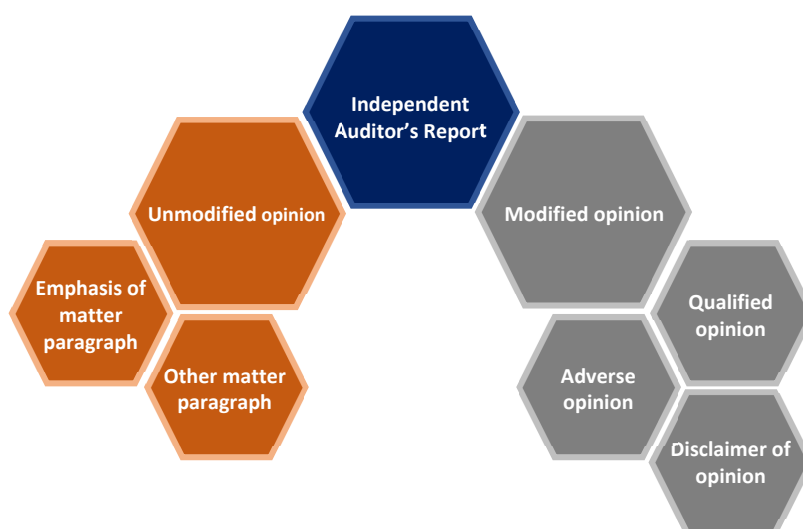 Independent
Auditor’s Report
Unmodified opinion
Modified opinion
Emphasis of
matter
paragraph
Other matter
paragraph
Qualified
opinion
Adverse
opinion
Disclaimer of
opinion